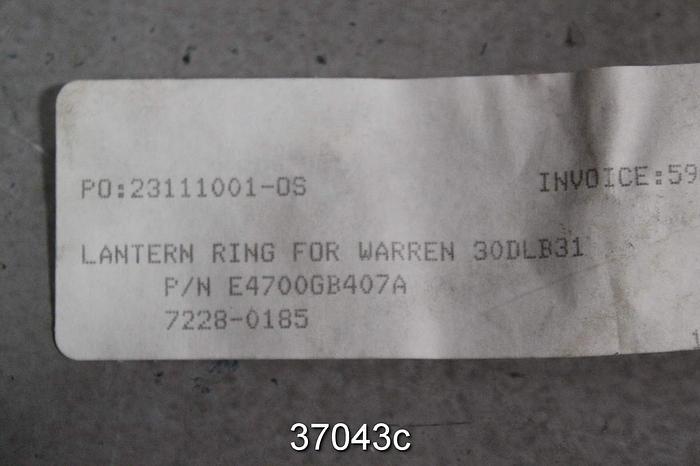 PO:23111001-OS INVOICE:59
LANTERN RING FOR WARREN 30DLB31
P/N E4700GB407A
7228-0185
37043c